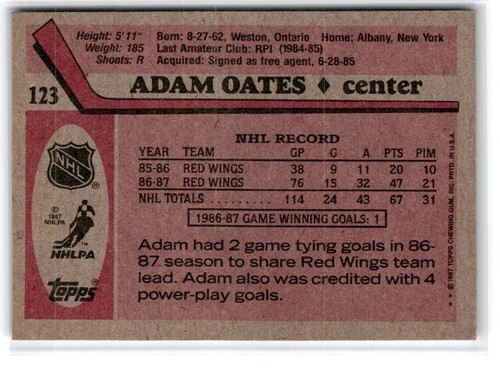 Height: 5'11" Born: 8-27-62, Weston, Ontario Home: Albany, New York
Weight: 185 Last Amateur Club: RPI (1984-85)
Shoots: R Acquired: Signed as free agent, 6-28-85
123 ADAM OATES ♦ center
NHL
®
© 1987 NHLPA
NHLPA
topps®
NHL RECORD
YEAR TEAM GP G A PTS PIM
85-86 RED WINGS 38 9 11 20 10
86-87 RED WINGS 76 15 32 47 21
NHL TOTALS .......... 114 24 43 67 31
1986-87 GAME WINNING GOALS: 1
Adam had 2 game tying goals in 86-
87 season to share Red Wings team
lead. Adam also was credited with 4
power-play goals.
* * © 1987 TOPPS CHEWING GUM, INC. PRTD. IN U.S.A.